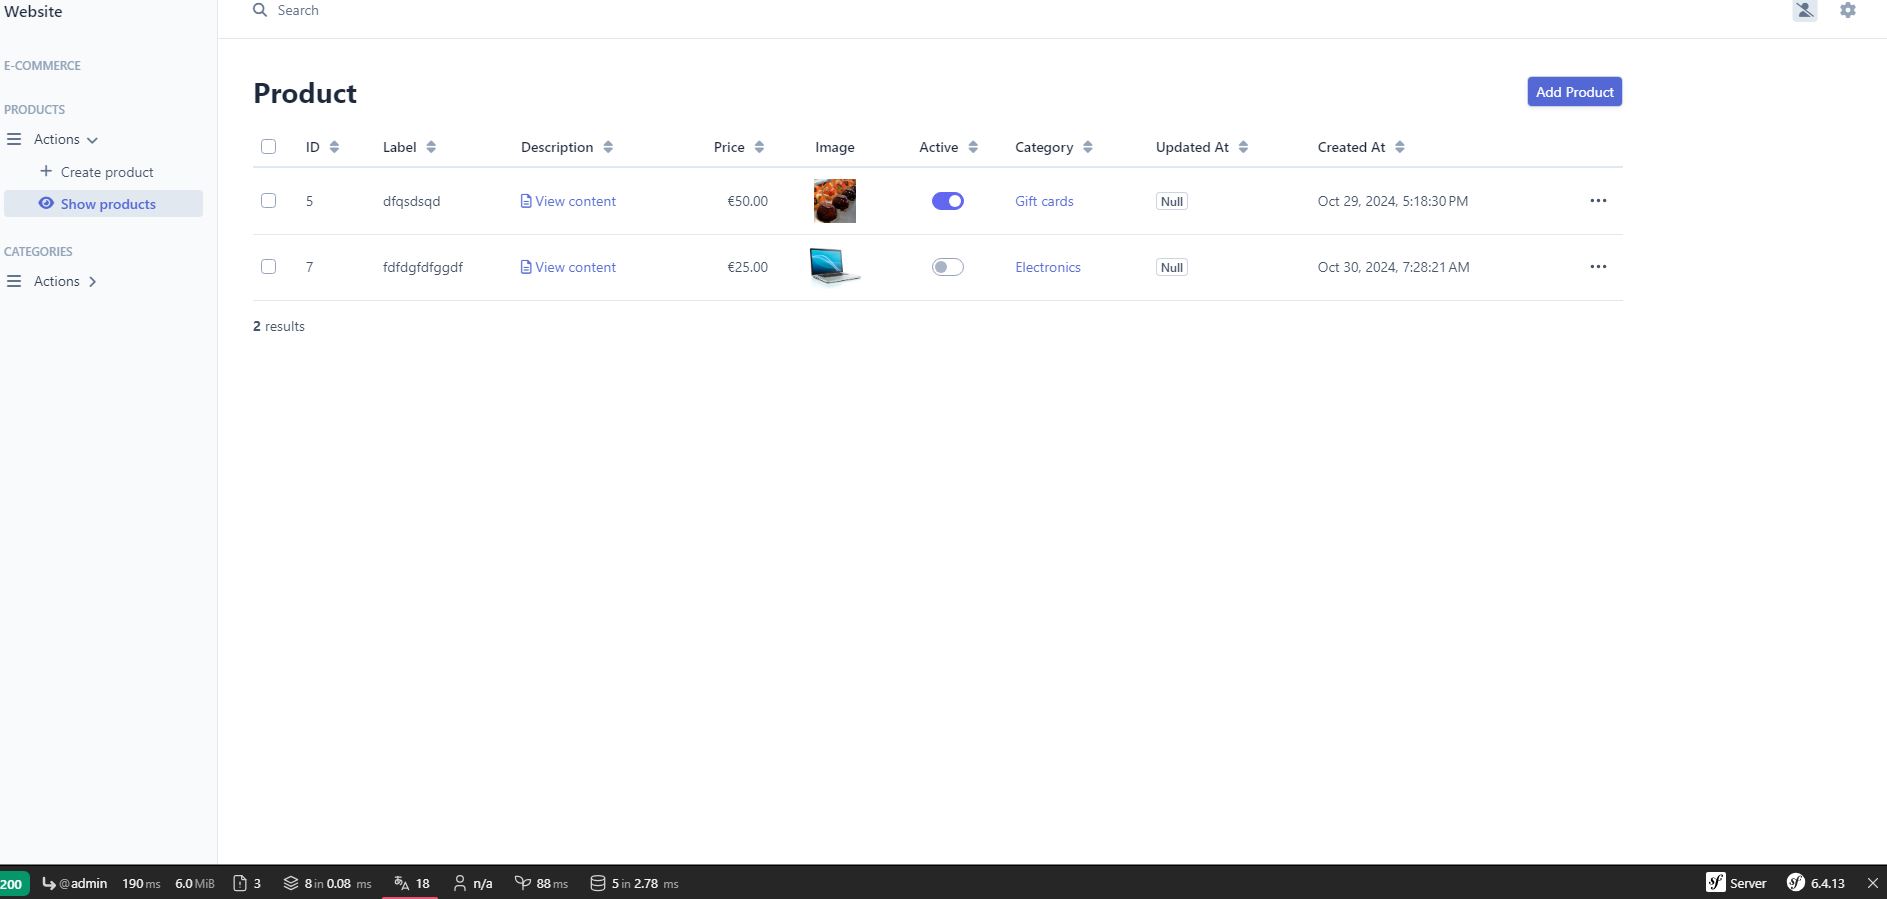 Website
Search
E-COMMERCE
PRODUCTS
Actions
Create product
Show products
CATEGORIES
Actions
Product
Add Product
ID Label Description Price Image Active Category Updated At Created At
5 dfqsdsqd View content €50.00 Gift cards Null Oct 29, 2024, 5:18:30 PM ...
7 fdfdgfdfggdf View content €25.00 Electronics Null Oct 30, 2024, 7:28:21 AM ...
2 results
200 @admin 190 ms 6.0 MiB 3 8 in 0.08 ms 18 n/a 88 ms 5 in 2.78 ms Server 6.4.13